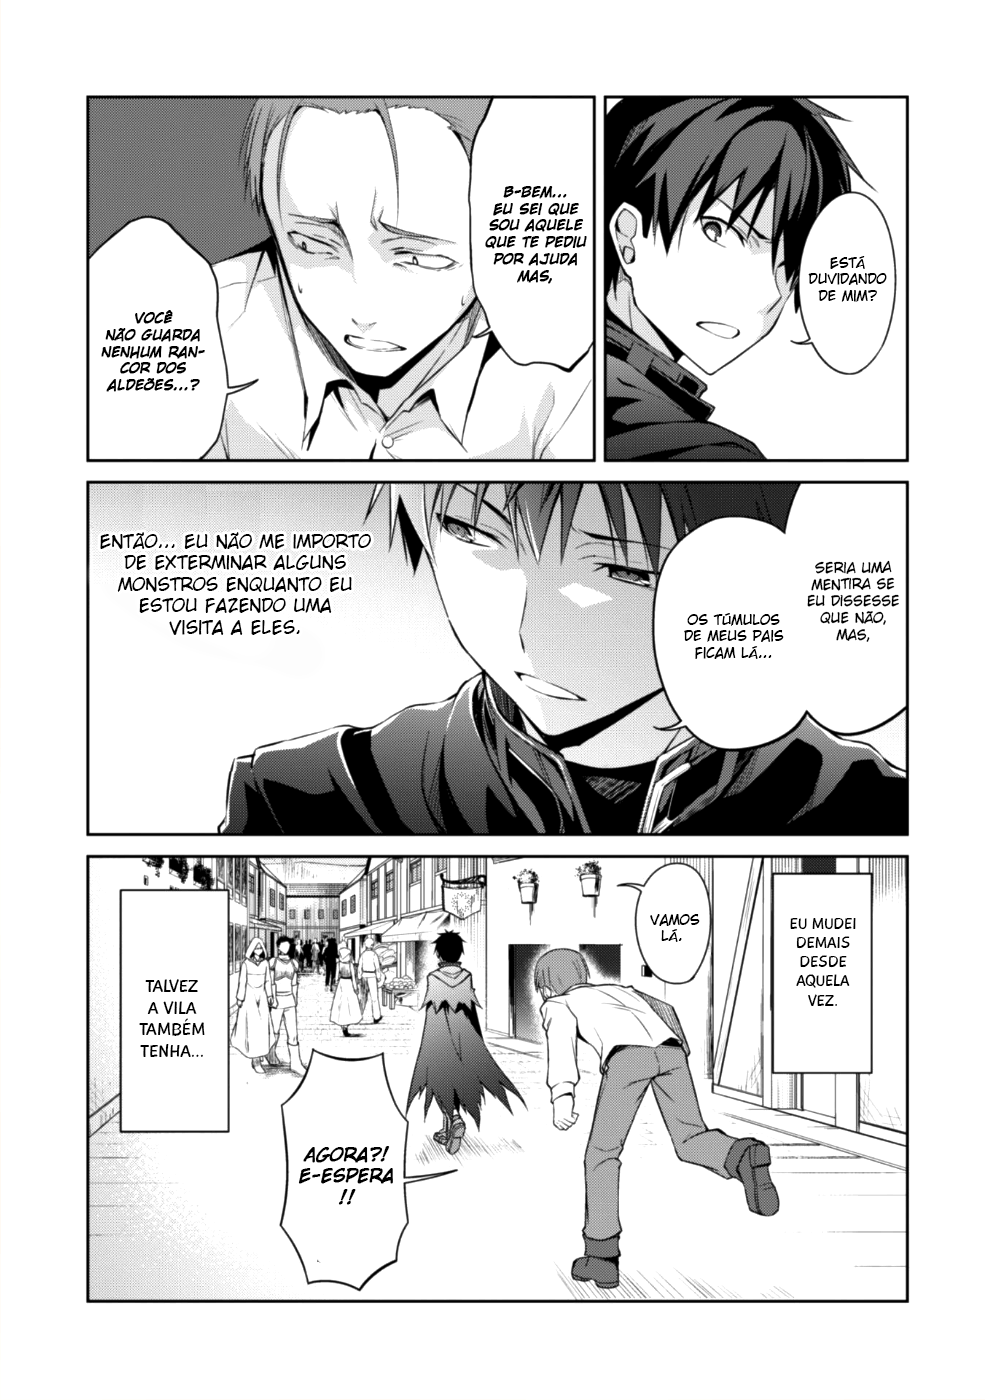 ESTÁ
DUVIDANDO
DE MIM?
B-BEM...
EU SEI QUE
SOU AQUELE
QUE TE PEDIU
POR AJUDA
MAS,
VOCÊ
NÃO GUARDA
NENHUM RAN-
COR DOS
ALDEÕES...?
SERIA UMA
MENTIRA SE
EU DISSESSE
QUE NÃO,
MAS,
OS TÚMULOS
DE MEUS PAIS
FICAM LÁ...
ENTÃO... EU NÃO ME IMPORTO
DE EXTERMINAR ALGUNS
MONSTROS ENQUANTO EU
ESTOU FAZENDO UMA
VISITA A ELES.
EU MUDEI
DEMAIS
DESDE
AQUELA
VEZ.
VAMOS
LÁ.
AGORA?!
E-ESPERA
!!
TALVEZ
A VILA
TAMBÉM
TENHA...